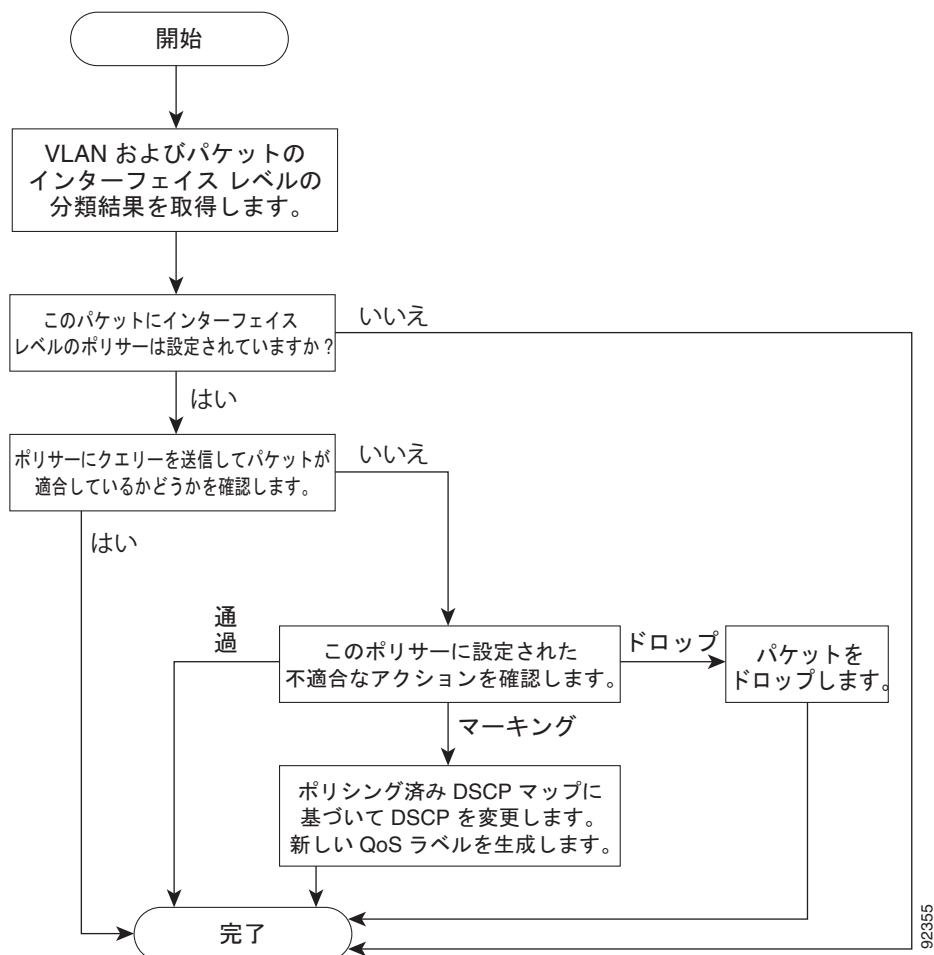 開始
VLAN およびパケットの
インターフェイス レベルの
分類結果を取得します。
このパケットにインターフェイス
レベルのポリサーは設定されていますか?
いいえ
はい
ポリサーにクエリーを送信してパケットが
適合しているかどうかを確認します。
いいえ
はい
通
過
このポリサーに設定された
不適合なアクションを確認します。
ドロップ
パケットを
ドロップします。
マーキング
ポリシング済み DSCP マップに
基づいて DSCP を変更します。
新しい QoS ラベルを生成します。
完了
92355